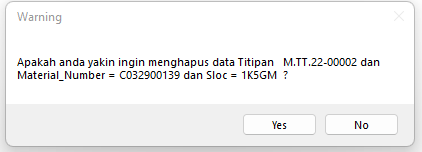 Warning
Apakah anda yakin ingin menghapus data Titipan M.TT.22-00002 dan
Material_Number = C032900139 dan Sloc = 1K5GM ?
Yes
No